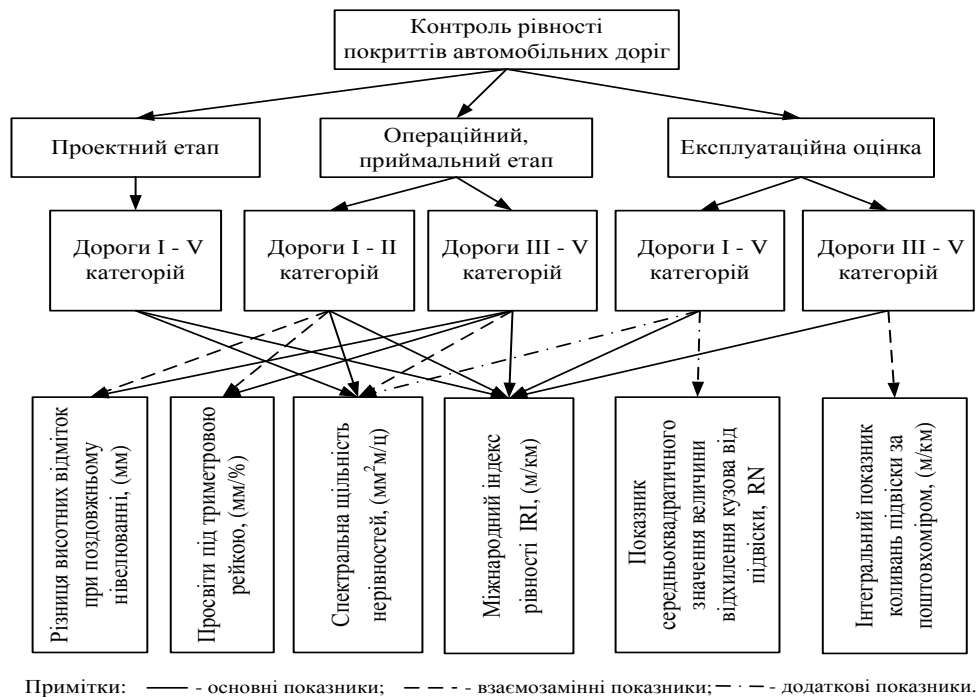 Контроль рівності
покриттів автомобільних доріг
Проектний етап
Операційний,
приймальний етап
Експлуатаційна оцінка
Дороги І - V
категорій
Дороги І - ІІ
категорій
Дороги ІІІ - V
категорій
Дороги І - V
категорій
Дороги ІІІ - V
категорій
Різниця висотних відміток
при поздовжньому
нівелюванні, (мм)
Просвіти під триметровою
рейкою, (мм/%)
Спектральна щільність
нерівностей, (мм²м/ц)
Міжнародний індекс
рівності IRI, (м/км)
Показник
середньоквадратичного
значення величини
відхилення кузова від
підвіски, RN
Інтегральний показник
коливань підвіски за
поштовхоміром, (м/км)
Примітки: - основні показники; - взаємозамінні показники; - додаткові показники.